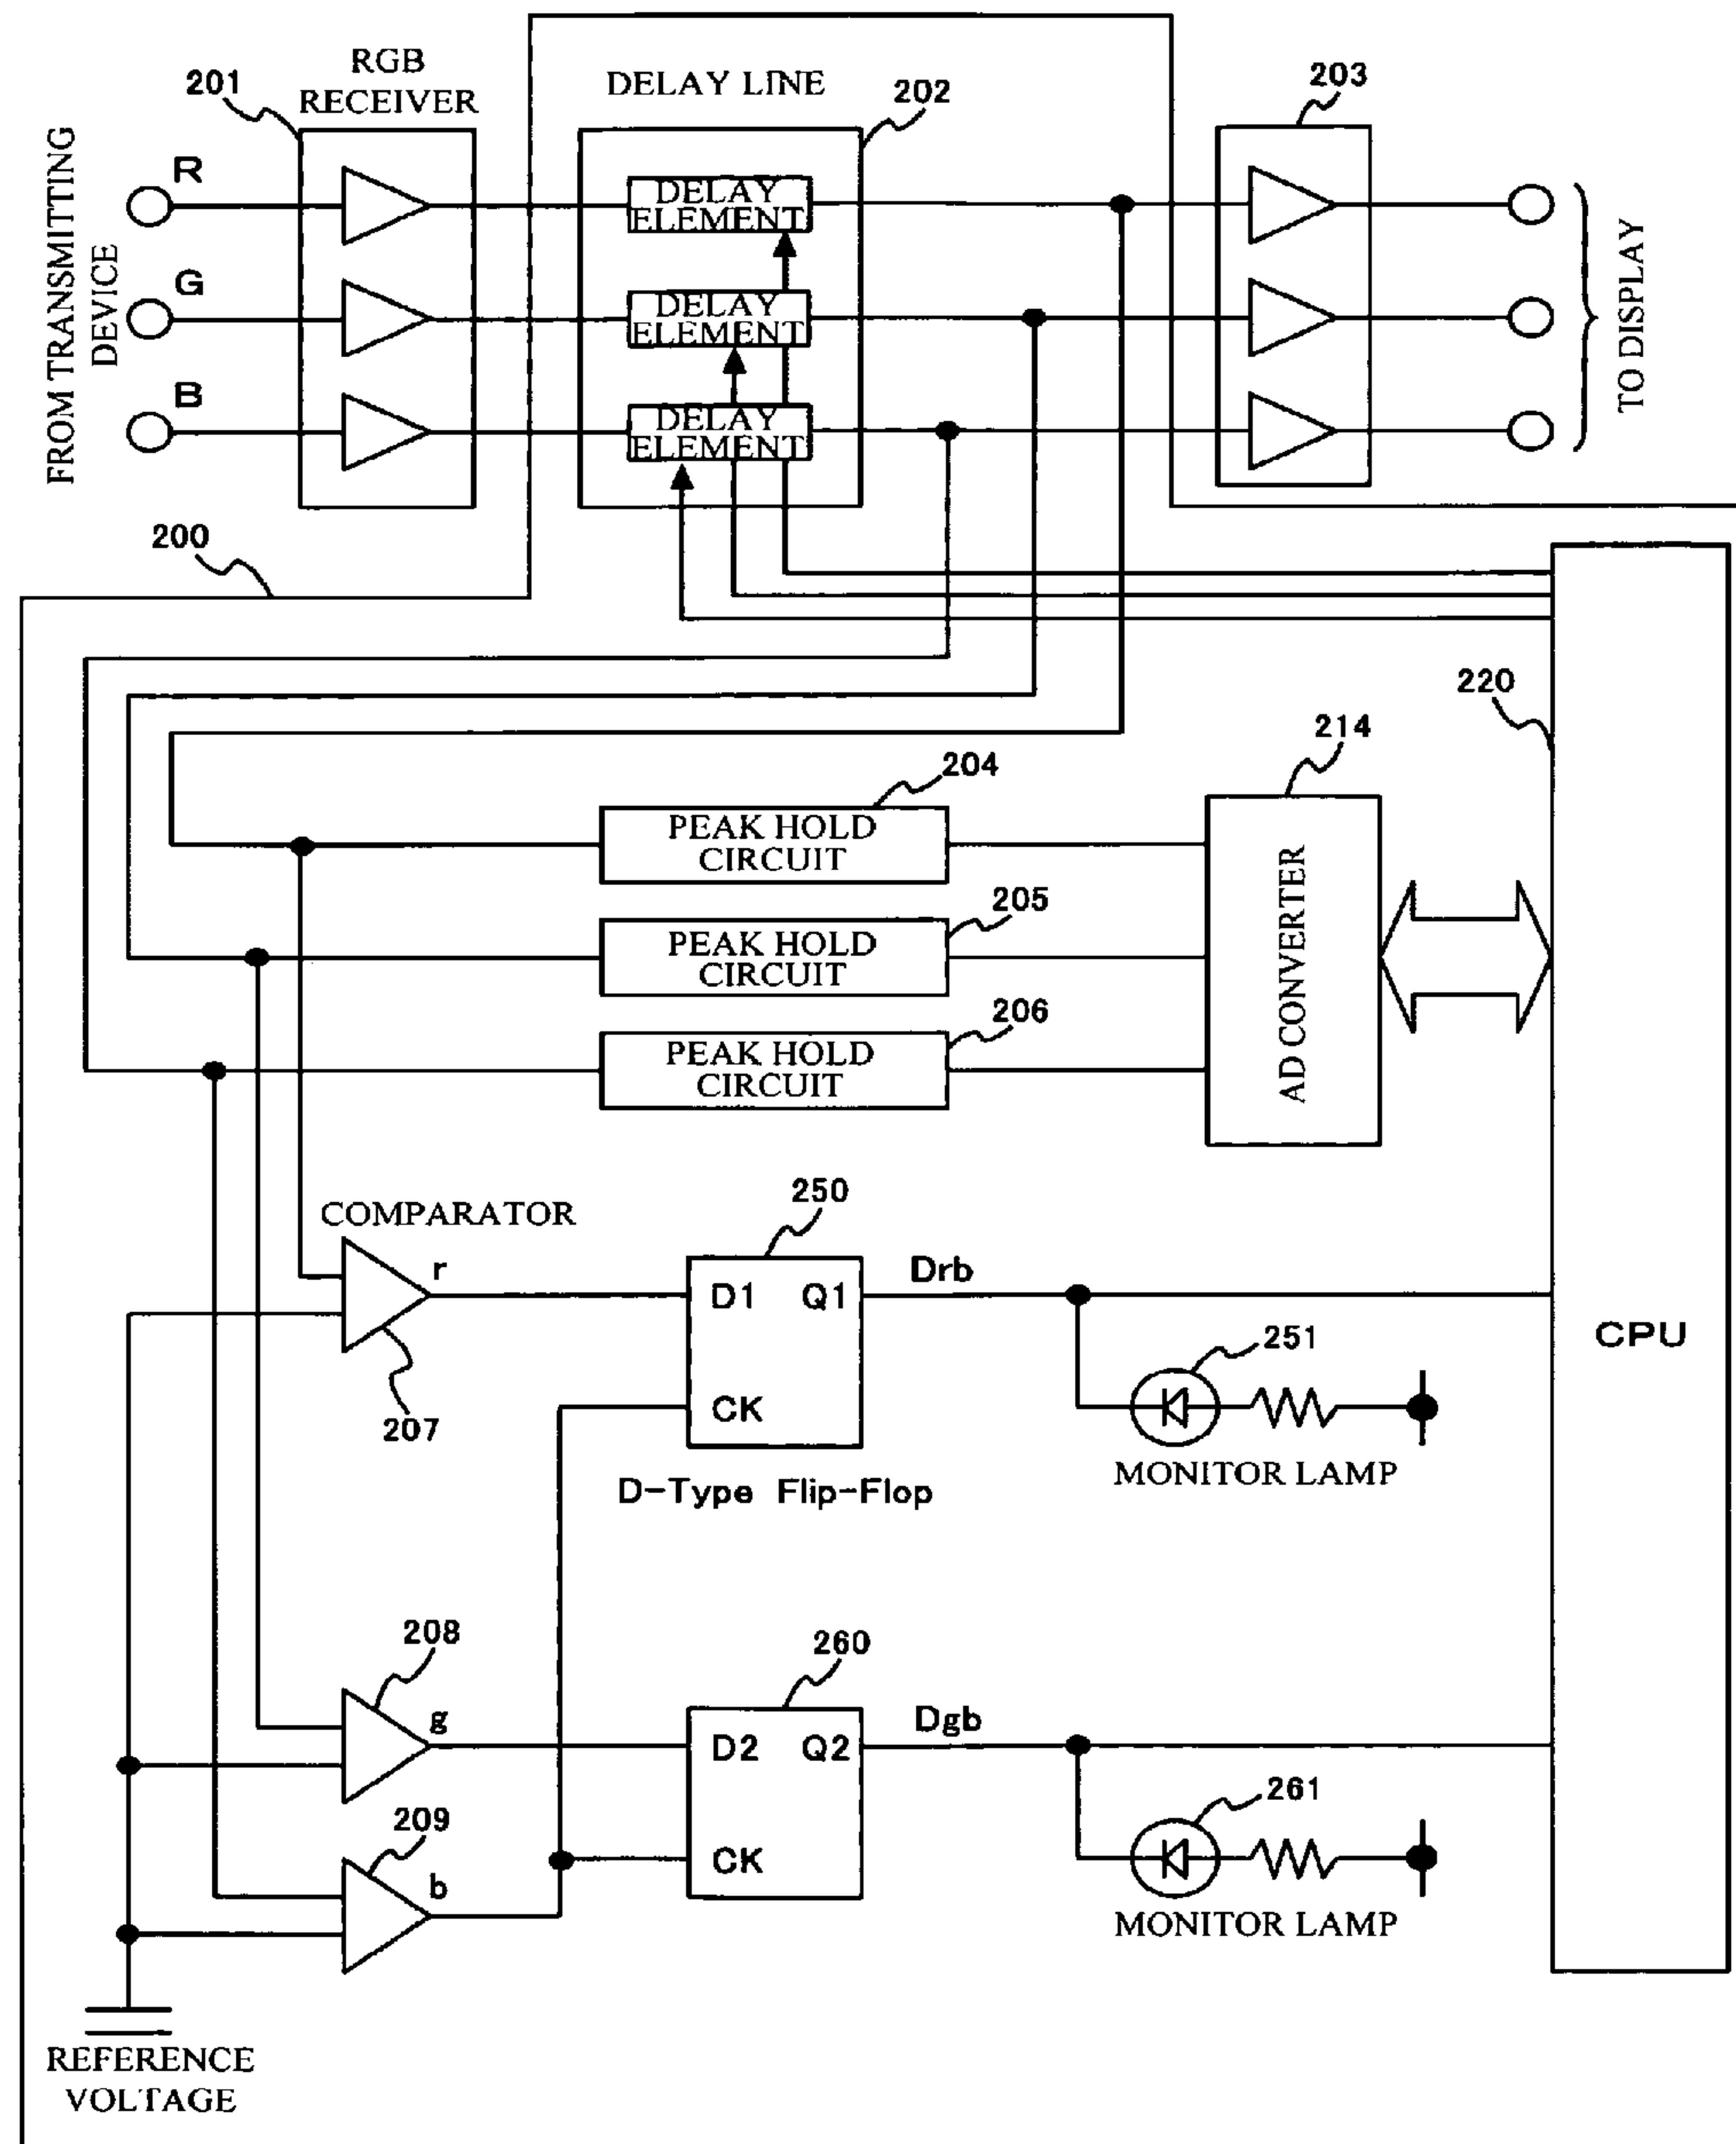 RGB
RECEIVER
201
DELAY LINE
202
203
FROM TRANSMITTING
DEVICE
R
G
B
DELAY
ELEMENT
DELAY
ELEMENT
DELAY
ELEMENT
TO DISPLAY
200
220
214
204
PEAK HOLD
CIRCUIT
205
PEAK HOLD
CIRCUIT
206
PEAK HOLD
CIRCUIT
AD CONVERTER
CPU
COMPARATOR
r
207
250
D1 Q1
CK
D-Type Flip-Flop
Drb
251
MONITOR LAMP
208
g
209
b
260
D2 Q2
CK
Dgb
261
MONITOR LAMP
REFERENCE
VOLTAGE